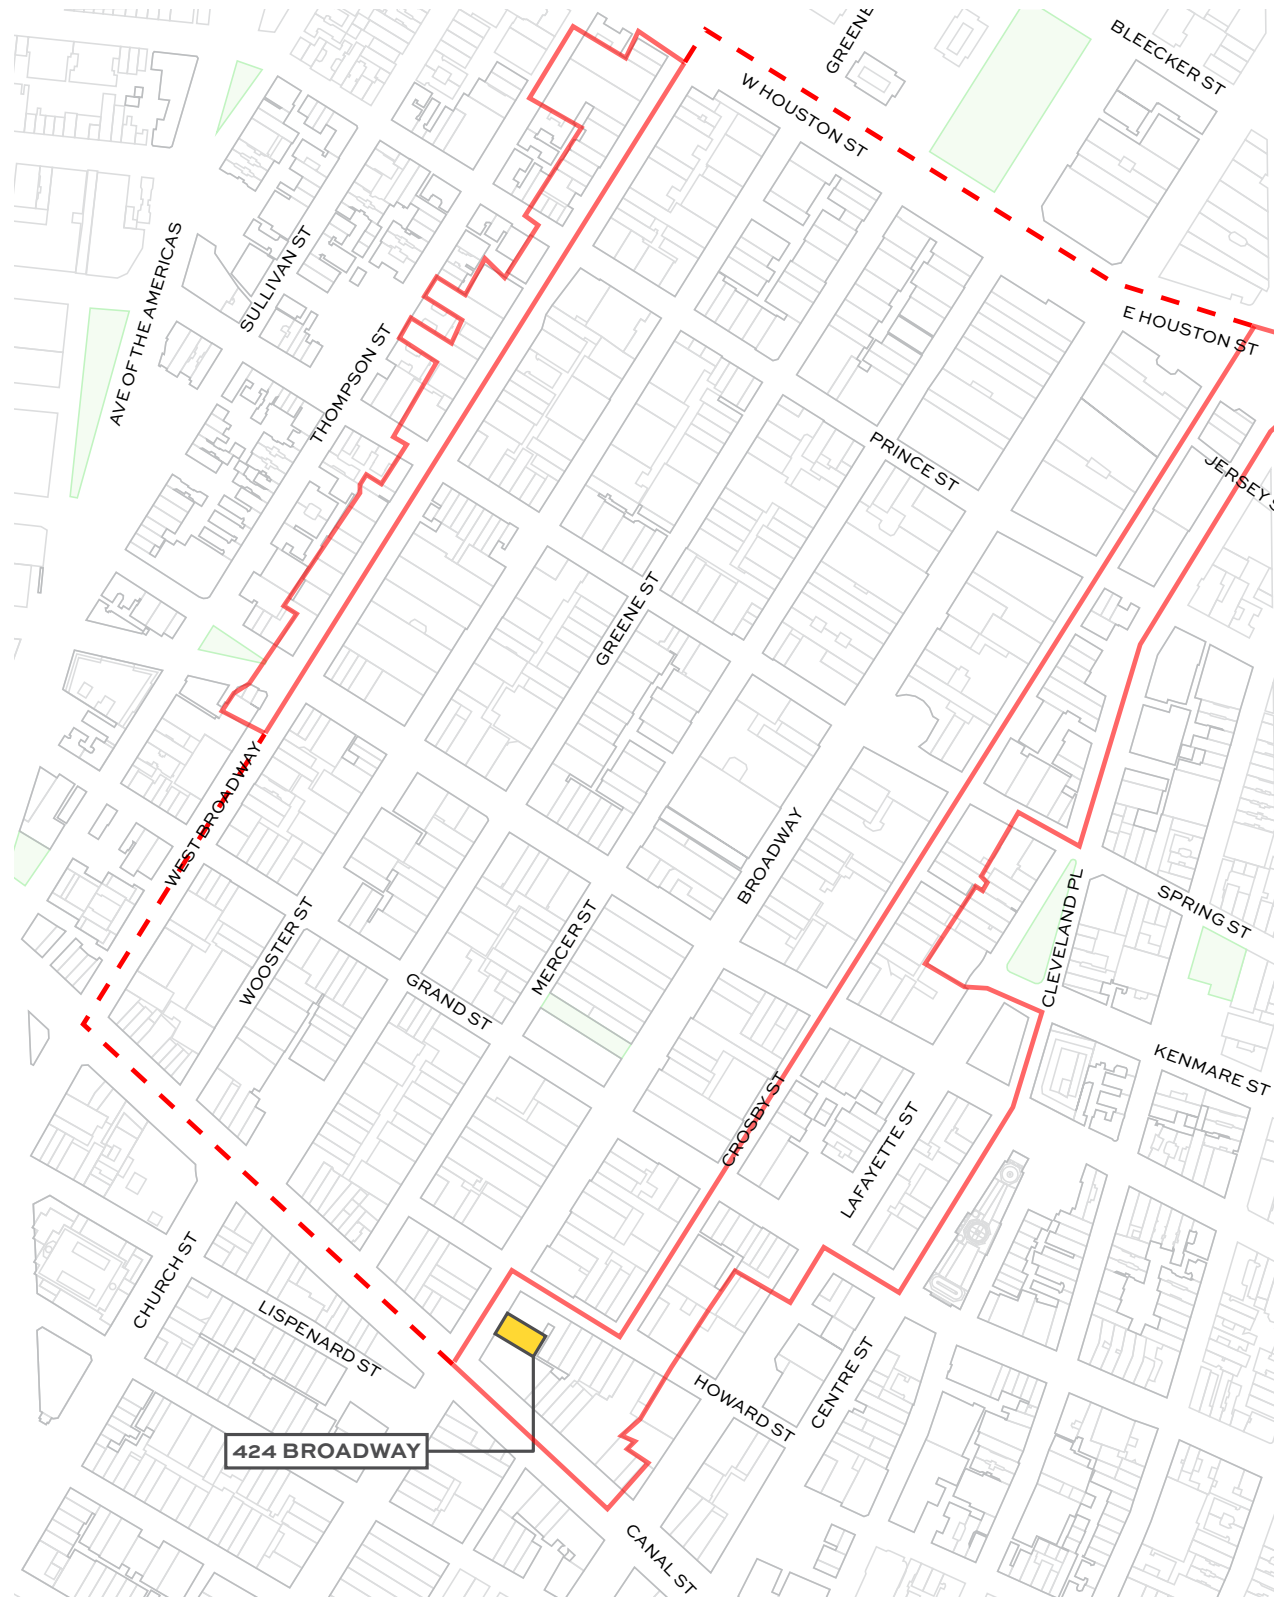 GREENE
BLEECKER ST
W HOUSTON ST
AVE OF THE AMERICAS
SULLIVAN ST
E HOUSTON ST
THOMPSON ST
PRINCE ST
JERSEY S
GREENE ST
WEST BROADWAY
BROADWAY
CLEVELAND PL
SPRING ST
WOOSTER ST
MERCER ST
GRAND ST
KENMARE ST
CROSBY ST
LAFAYETTE ST
CHURCH ST
LISPENARD ST
CENTRE ST
HOWARD ST
424 BROADWAY
CANAL ST